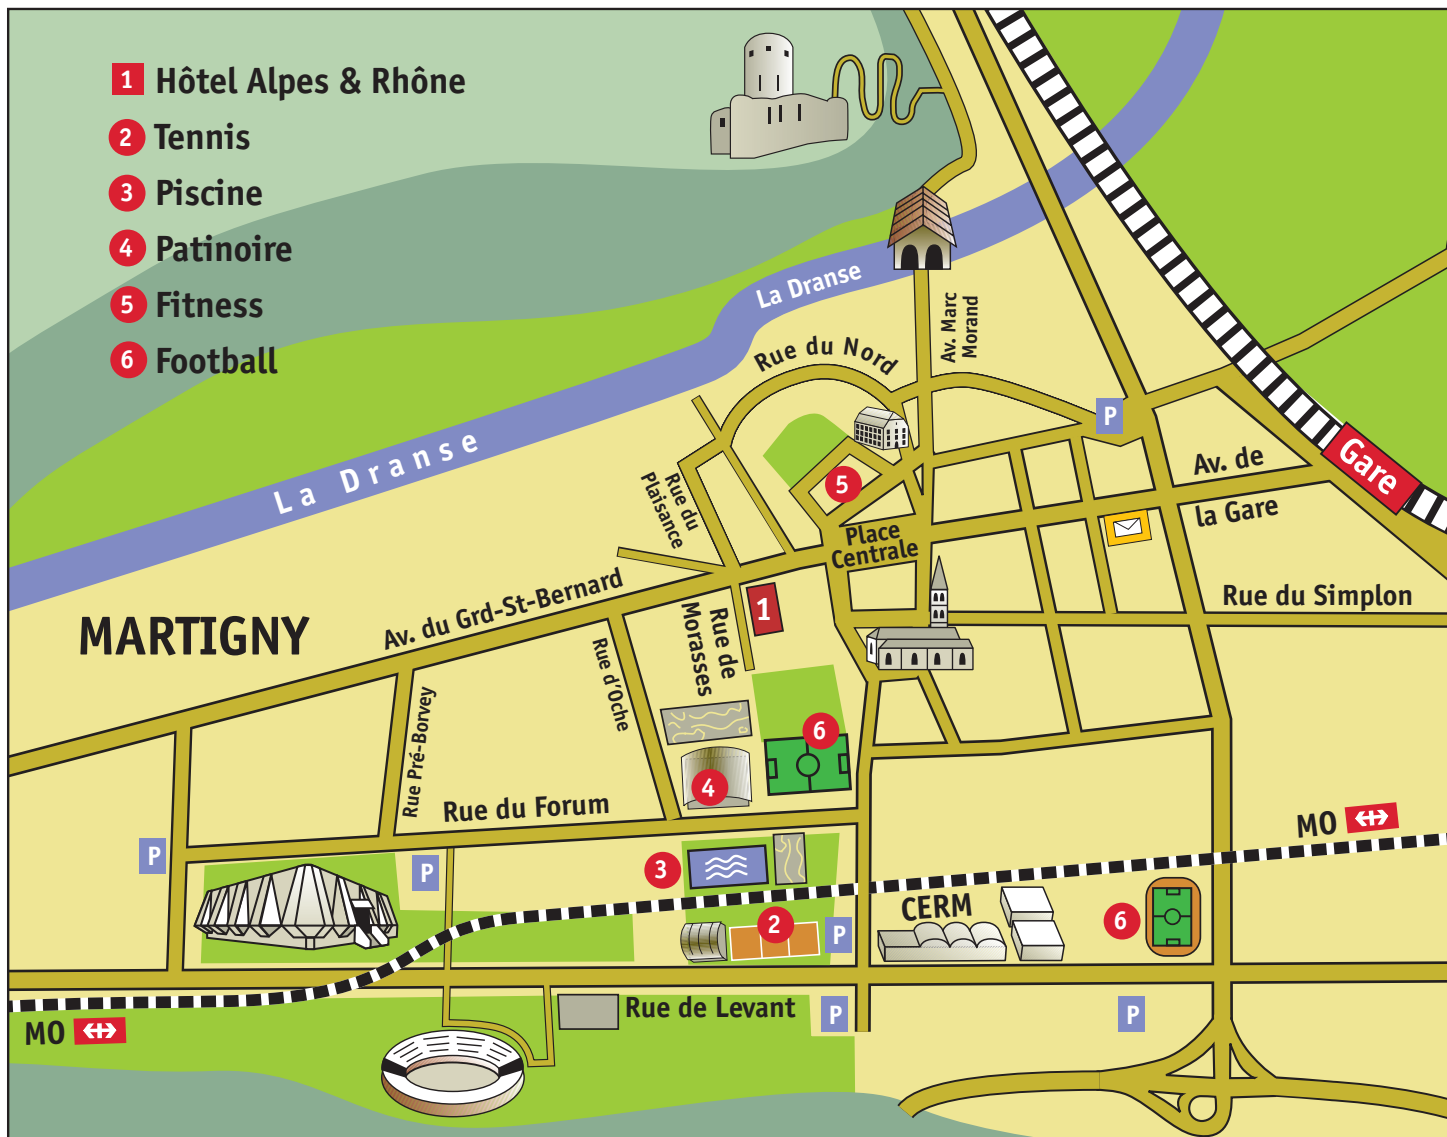 1 Hôtel Alpes & Rhône
2 Tennis
3 Piscine
4 Patinoire
5 Fitness
6 Football
La Dranse
Av. Marc
Morand
Rue du Nord
P
La Dranse
Gare
Av. de
la Gare
Rue du
Plaisance
5
Place
Centrale
Rue du Simplon
MARTIGNY
Av. du Grd-St-Bernard
1
Rue de
Morasses
Rue d'Oche
Rue Pré-Borvey
6
4
Rue du Forum
MO
P
P
3
CERM
6
2
P
Rue de Levant
P
P
MO